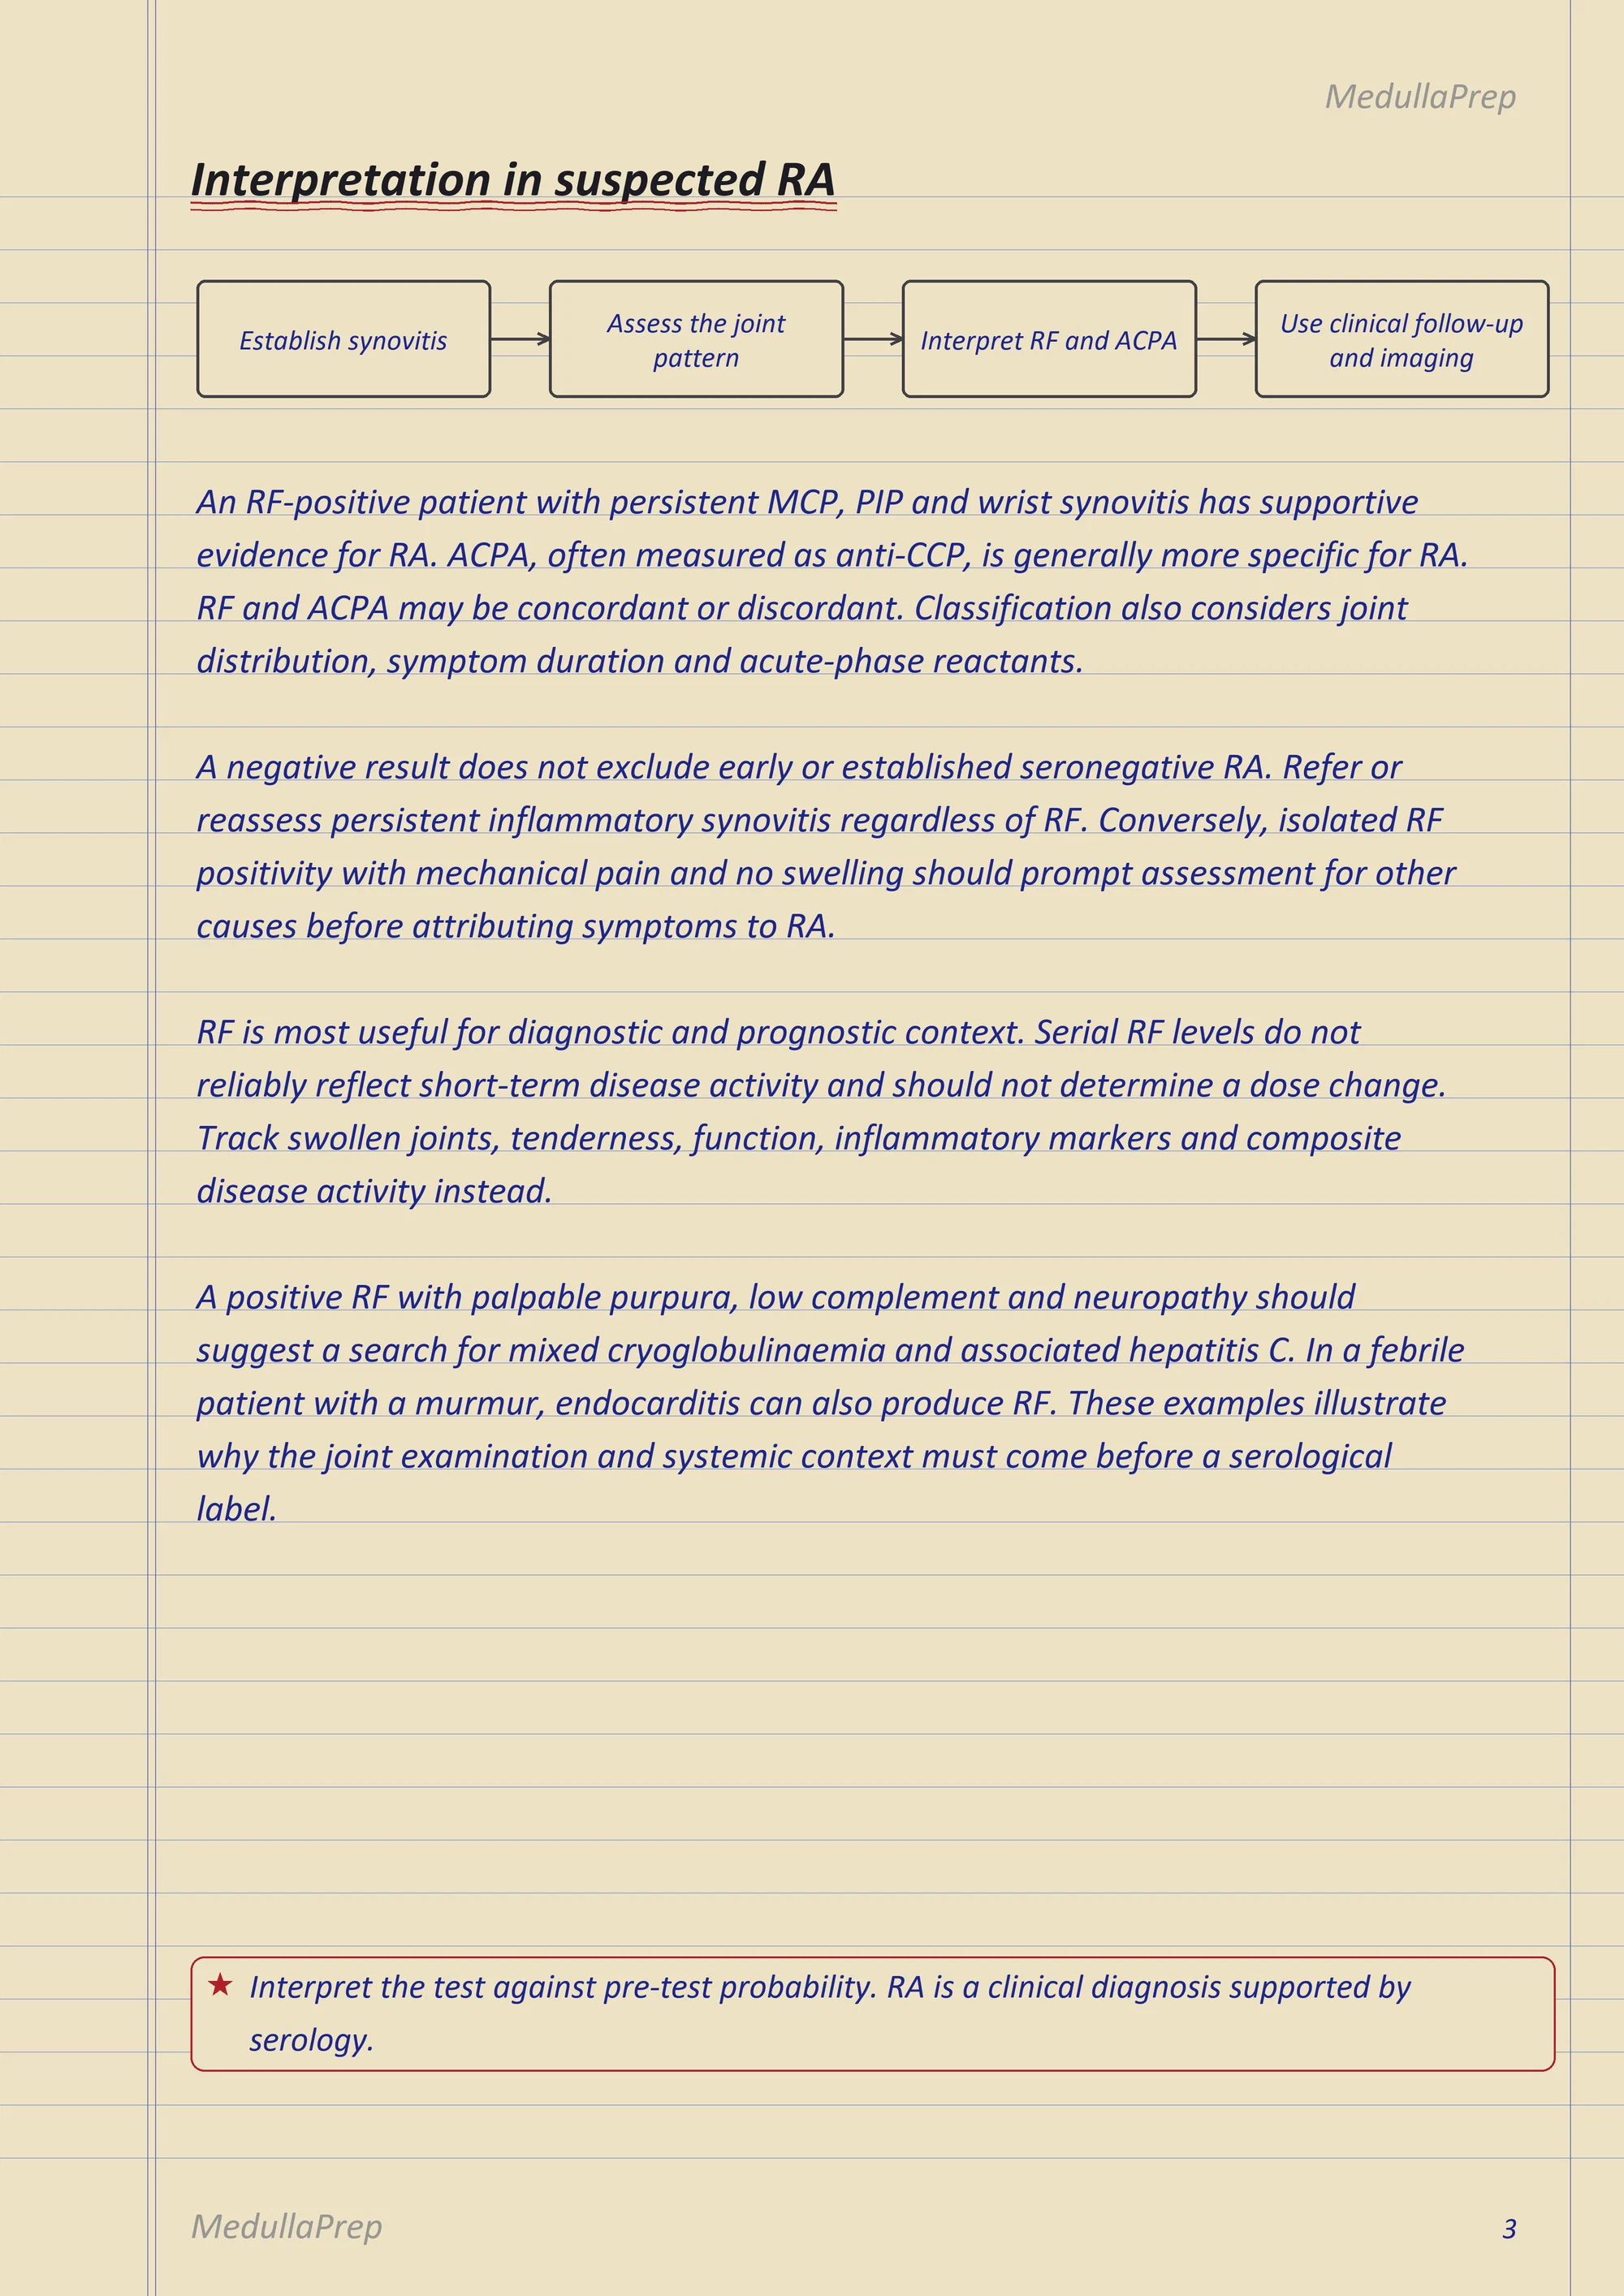 MedullaPrep
Interpretation in suspected RA
Establish synovitis
Assess the joint
pattern
Interpret RF and ACPA
Use clinical follow-up
and imaging
An RF-positive patient with persistent MCP, PIP and wrist synovitis has supportive
evidence for RA. ACPA, often measured as anti-CCP, is generally more specific for RA.
RF and ACPA may be concordant or discordant. Classification also considers joint
distribution, symptom duration and acute-phase reactants.
A negative result does not exclude early or established seronegative RA. Refer or
reassess persistent inflammatory synovitis regardless of RF. Conversely, isolated RF
positivity with mechanical pain and no swelling should prompt assessment for other
causes before attributing symptoms to RA.
RF is most useful for diagnostic and prognostic context. Serial RF levels do not
reliably reflect short-term disease activity and should not determine a dose change.
Track swollen joints, tenderness, function, inflammatory markers and composite
disease activity instead.
A positive RF with palpable purpura, low complement and neuropathy should
suggest a search for mixed cryoglobulinaemia and associated hepatitis C. In a febrile
patient with a murmur, endocarditis can also produce RF. These examples illustrate
why the joint examination and systemic context must come before a serological
label.
★ Interpret the test against pre-test probability. RA is a clinical diagnosis supported by
serology.
MedullaPrep
3